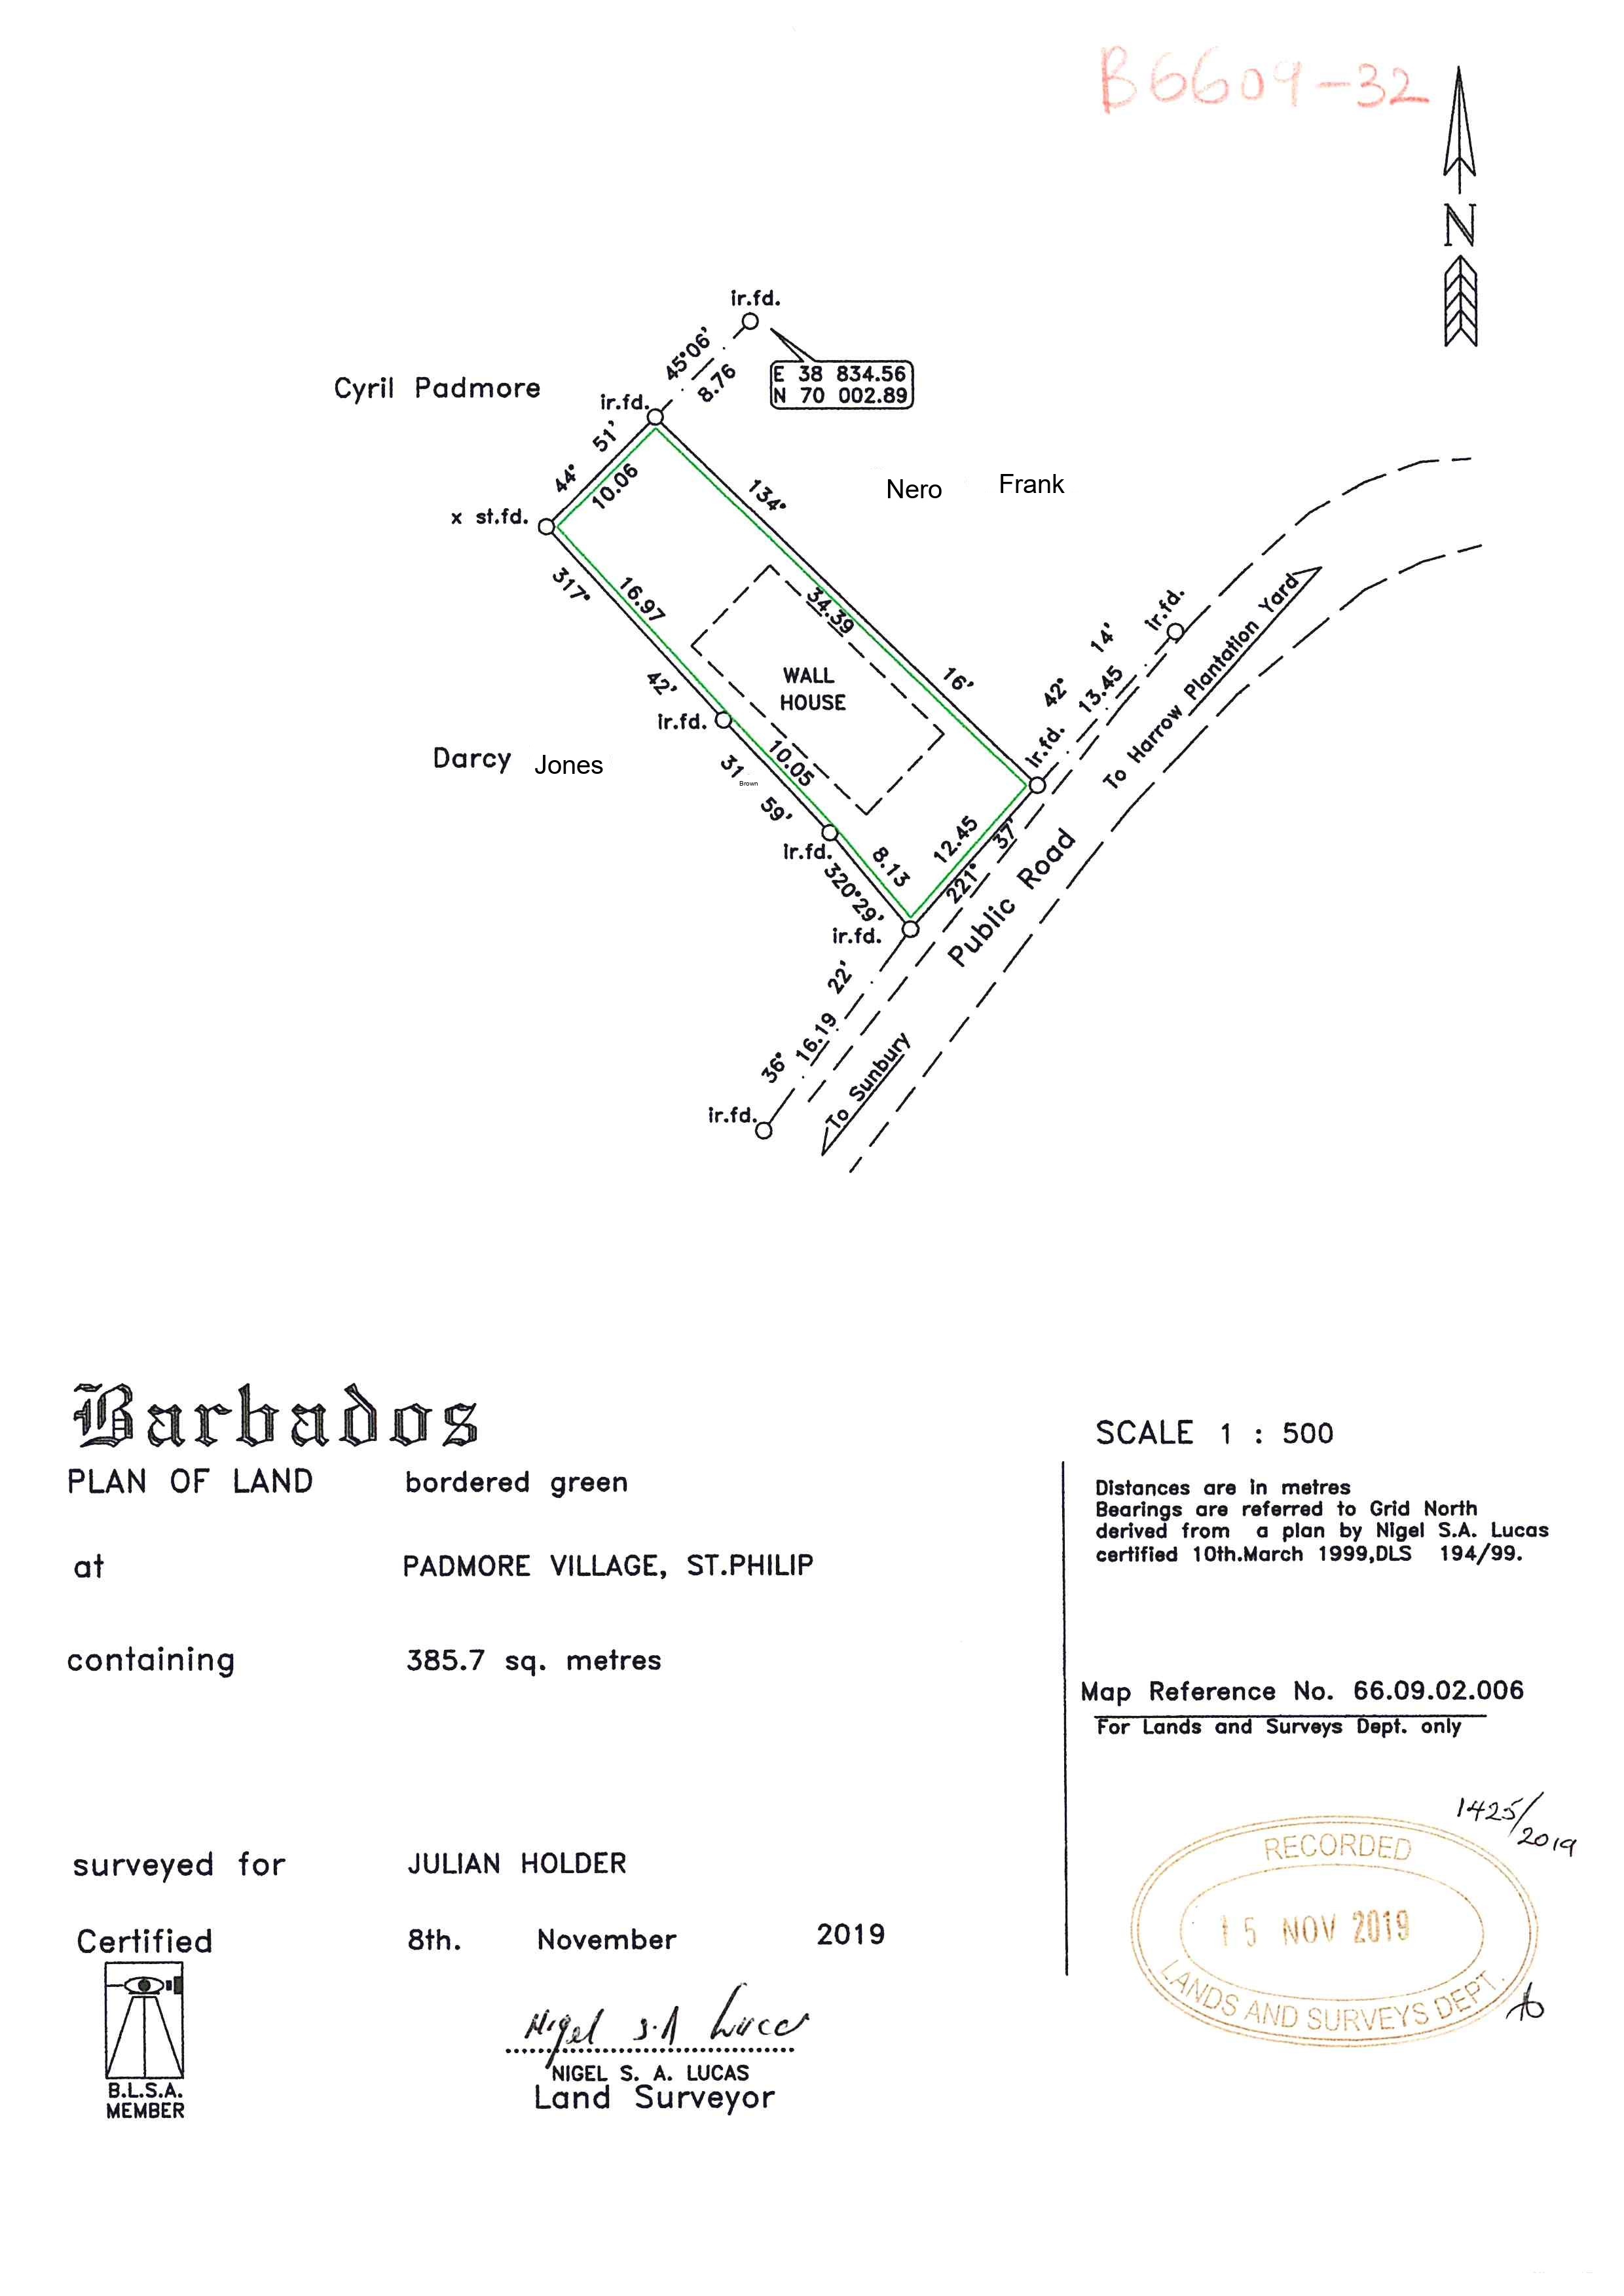 B6609-32
N
ir.fd.
45°06'
8.76
E 38 834.56
N 70 002.89
Cyril Padmore
ir.fd.
44° 51'
10.06
x st.fd.
134° 16'
34.39
Nero Frank
317° 42'
16.97
WALL
HOUSE
ir.fd.
Darcy Jones
31 59'
Brown
10.05
ir.fd.
320°29'
8.13
ir.fd.
12.45
221° 37'
ir.fd.
42° 14'
13.45
ir.fd.
To Harrow Plantation Yard
Public Road
36° 22'
16.19
To Sunbury
ir.fd.
Barbados
PLAN OF LAND bordered green
at PADMORE VILLAGE, ST.PHILIP
containing 385.7 sq. metres
surveyed for JULIAN HOLDER
Certified 8th. November 2019
B.L.S.A.
MEMBER
Nigel S.A Lucas
NIGEL S. A. LUCAS
Land Surveyor
SCALE 1 : 500
Distances are in metres
Bearings are referred to Grid North
derived from a plan by Nigel S.A. Lucas
certified 10th.March 1999,DLS 194/99.
Map Reference No. 66.09.02.006
For Lands and Surveys Dept. only
1425/2019
RECORDED
15 NOV 2019
LANDS AND SURVEYS DEPT.